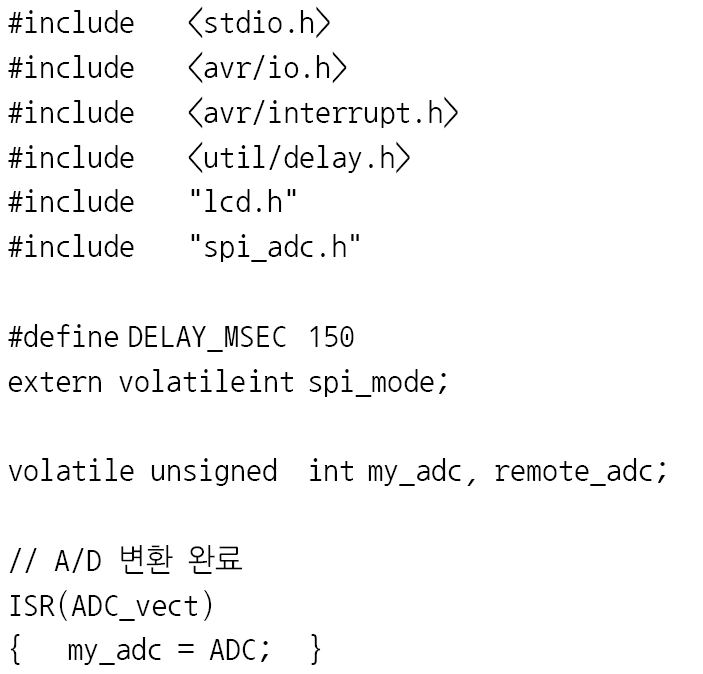 #include <stdio.h>
#include <avr/io.h>
#include <avr/interrupt.h>
#include <util/delay.h>
#include "lcd.h"
#include "spi_adc.h"
#define DELAY_MSEC 150
extern volatileint spi_mode;
volatile unsigned int my_adc, remote_adc;
// A/D 변환 완료
ISR(ADC_vect)
{ my_adc = ADC; }